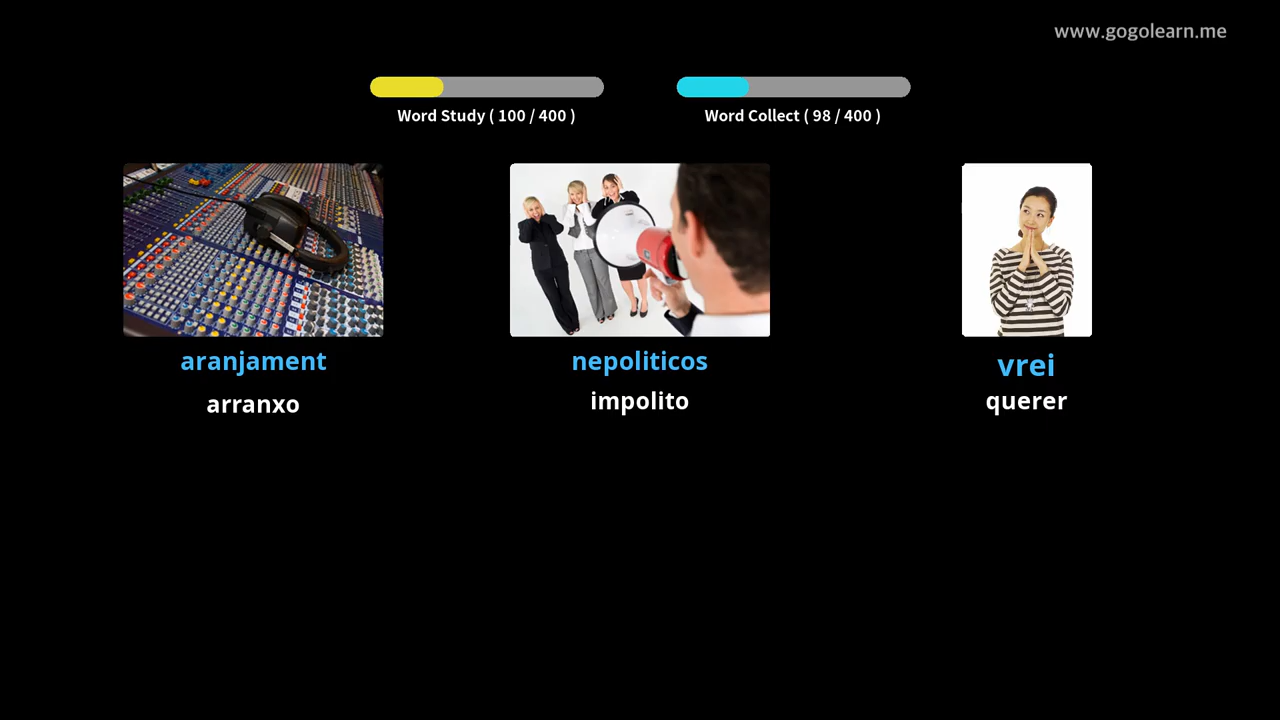 www.gogolearn.me
Word Study ( 100 / 400 )
Word Collect ( 98 / 400 )
aranjament
nepoliticos
vrei
arranxo
impolito
querer